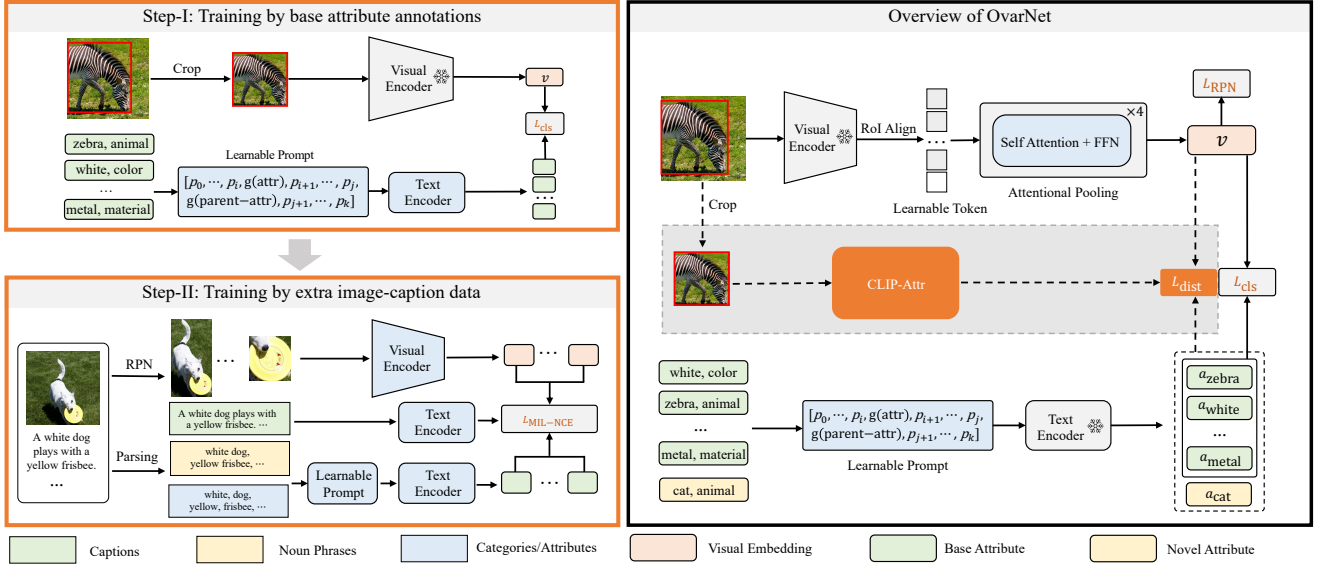 Step-I: Training by base attribute annotations
Crop
Visual
Encoder
v
L_cls
zebra, animal
white, color
...
metal, material
Learnable Prompt
[p_0, ⋯, p_i, g(attr), p_{i+1}, ⋯, p_j,
g(parent−attr), p_{j+1}, ⋯, p_k]
Text
Encoder
...
Step-II: Training by extra image-caption data
A white dog
plays with a
yellow frisbee.
...
RPN
Parsing
...
Visual
Encoder
...
A white dog plays with
a yellow frisbee. ...
Text
Encoder
L_MIL−NCE
white dog,
yellow frisbee, ...
white, dog,
yellow, frisbee, ...
Learnable
Prompt
Text
Encoder
...
Overview of OvarNet
Visual
Encoder
RoI Align
...
Learnable Token
×4
Self Attention + FFN
Attentional Pooling
L_RPN
v
Crop
CLIP-Attr
L_dist
L_cls
white, color
zebra, animal
...
metal, material
cat, animal
[p_0, ⋯, p_i, g(attr), p_{i+1}, ⋯, p_j,
g(parent−attr), p_{j+1}, ⋯, p_k]
Learnable Prompt
Text
Encoder
a_zebra
a_white
...
a_metal
a_cat
Captions
Noun Phrases
Categories/Attributes
Visual Embedding
Base Attribute
Novel Attribute